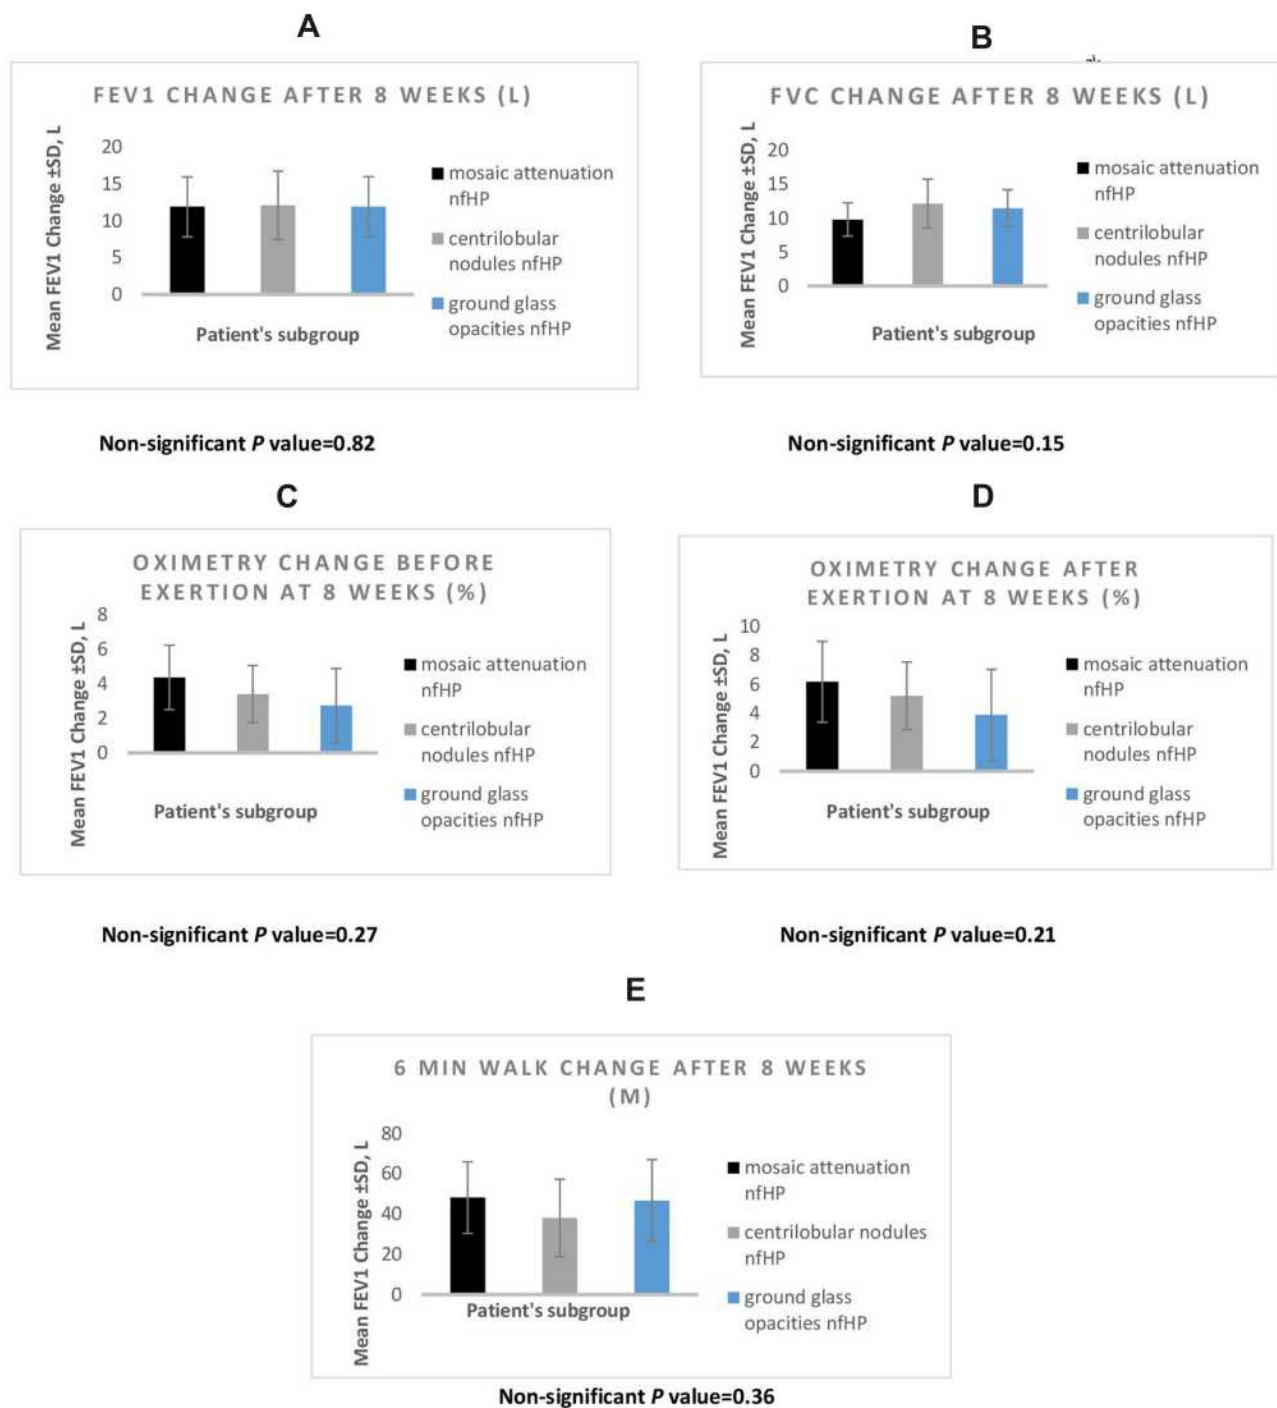 A
FEV1 CHANGE AFTER 8 WEEKS (L)
Mean FEV1 Change ±SD, L
20
15
10
5
0
Patient's subgroup
mosaic attenuation
nfHP
centrilobular
nodules nfHP
ground glass
opacities nfHP
Non-significant P value=0.82
B
FVC CHANGE AFTER 8 WEEKS (L)
Mean FEV1 Change ±SD, L
20
15
10
5
0
Patient's subgroup
mosaic attenuation
nfHP
centrilobular
nodules nfHP
ground glass
opacities nfHP
Non-significant P value=0.15
C
OXIMETRY CHANGE BEFORE
EXERTION AT 8 WEEKS (%)
Mean FEV1 Change ±SD, L
8
6
4
2
0
Patient's subgroup
mosaic attenuation
nfHP
centrilobular
nodules nfHP
ground glass
opacities nfHP
Non-significant P value=0.27
D
OXIMETRY CHANGE AFTER
EXERTION AT 8 WEEKS (%)
Mean FEV1 Change ±SD, L
10
8
6
4
2
0
Patient's subgroup
mosaic attenuation
nfHP
centrilobular
nodules nfHP
ground glass
opacities nfHP
Non-significant P value=0.21
E
6 MIN WALK CHANGE AFTER 8 WEEKS
(M)
Mean FEV1 Change ±SD, L
80
60
40
20
0
Patient's subgroup
mosaic attenuation
nfHP
centrilobular nodules
nfHP
ground glass
opacities nfHP
Non-significant P value=0.36